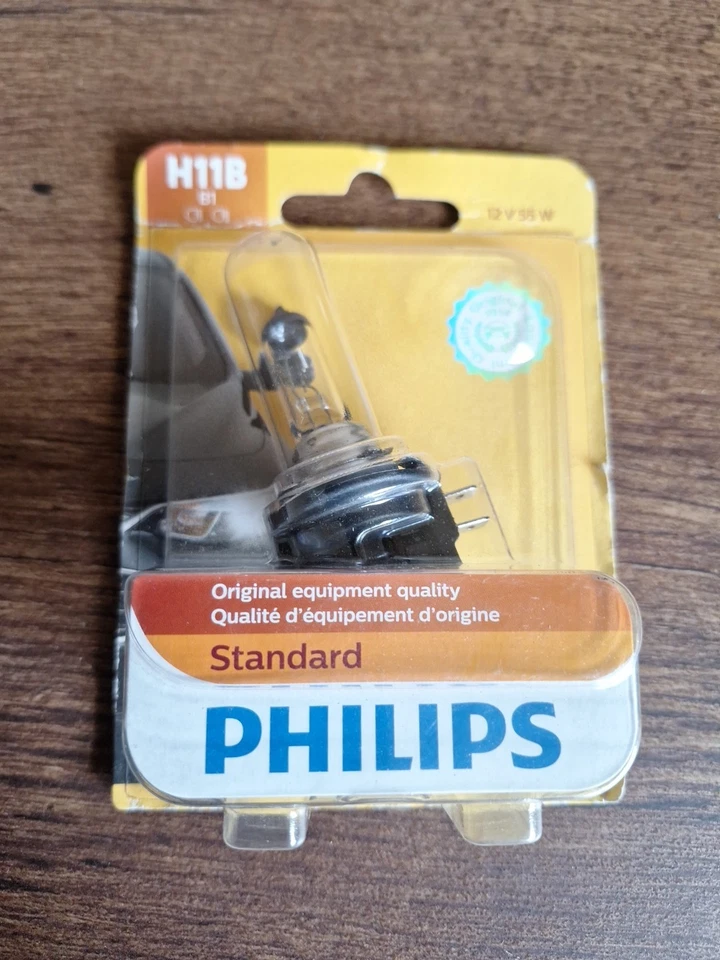 H11B
B1
12 V 55 W
Original equipment quality
Qualité d'équipement d'origine
Standard
PHILIPS